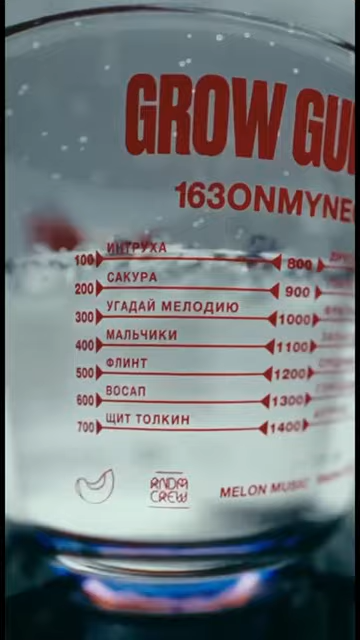 GROW
163ONMYNE
100 ИНТРУХА 800
200 САКУРА 900
300 УГАДАЙ МЕЛОДИЮ 1000
400 МАЛЬЧИКИ 1100
500 ФЛИНТ 1200
600 ВОСАП 1300
700 ЩИТ ТОЛКИН 1400
RNDM
CREW
MELON MUSIC